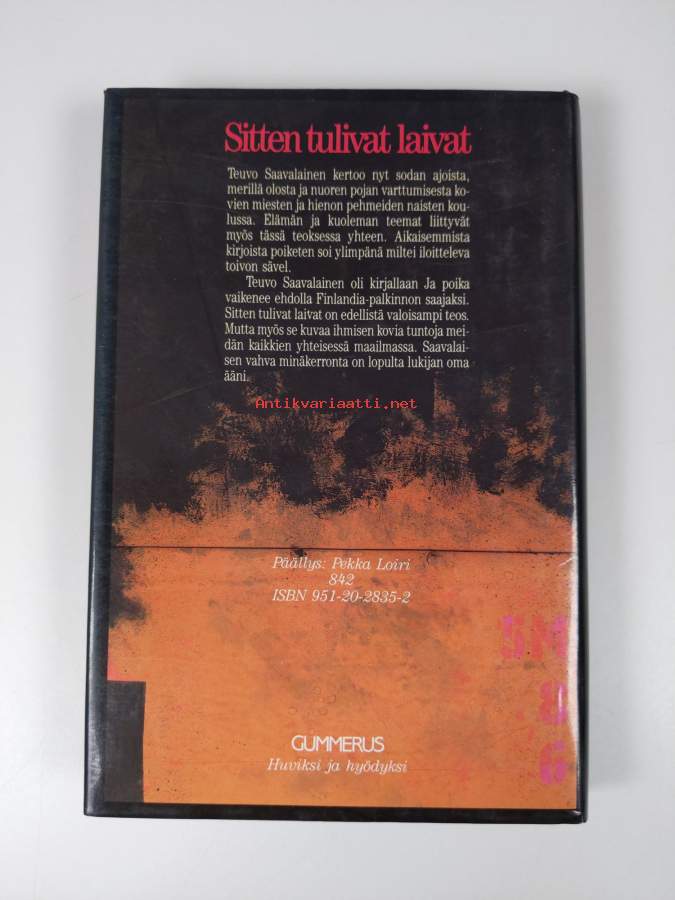 Sitten tulivat laivat
Teuvo Saavalainen kertoo nyt sodan ajoista,
merillä olosta ja nuoren pojan varttumisesta ko-
vien miesten ja hienon pehmeiden naisten kou-
lussa. Elämän ja kuoleman teemat liittyvät
myös tässä teoksessa yhteen. Aikaisemmista
kirjoista poiketen soi ylimpänä miltei iloitteleva
toivon sävel.
Teuvo Saavalainen oli kirjallaan Ja poika
vaikenee ehdolla Finlandia-palkinnon saajaksi.
Sitten tulivat laivat on edellistä valoisampi teos.
Mutta myös se kuvaa ihmisen kovia tuntoja mei-
dän kaikkien yhteisessä maailmassa. Saavalai-
sen vahva minäkerronta on lopulta lukijan oma
ääni.
Antikvariaatti.net
Päällys: Pekka Loiri
842
ISBN 951-20-2835-2
GUMMERUS
Huviksi ja hyödyksi